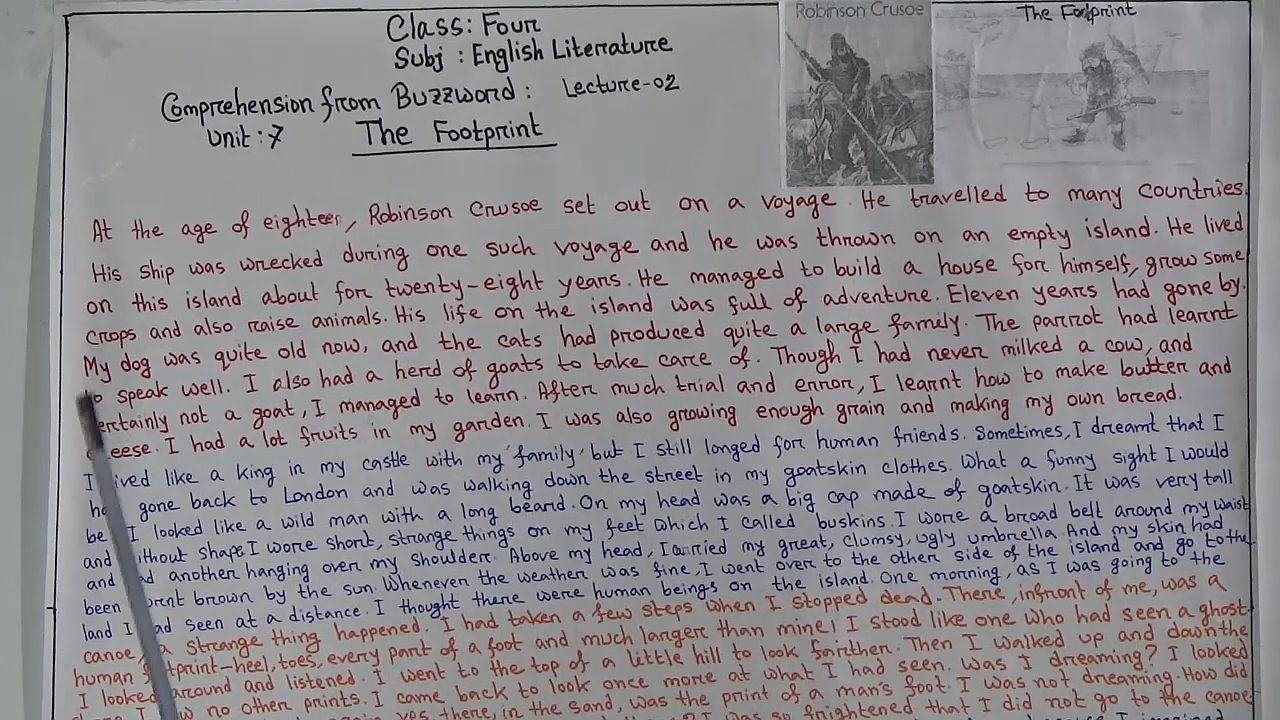 Class: Four
Subj : English Literature
Comprehension from Buzzword : Lecture-02
Unit : 7 The Footprint
Robinson Crusoe
The Footprint
At the age of eighteen, Robinson Crusoe set out on a voyage. He travelled to many countries.
His ship was wrecked during one such voyage and he was thrown on an empty island. He lived
on this island about for twenty-eight years. He managed to build a house for himself, grow some
crops and also raise animals. His life on the island was full of adventure. Eleven years had gone by.
My dog was quite old now, and the cats had produced quite a large family. The parrot had learnt
speak well. I also had a herd of goats to take care of. Though I had never milked a cow, and
ertainly not a goat, I managed to learn. After much trial and error, I learnt how to make butter and
eese. I had a lot fruits in my garden. I was also growing enough grain and making my own bread.
I ived like a king in my castle with my 'family' but I still longed for human friends. Sometimes, I dreamt that I
ha gone back to London and was walking down the street in my goatskin clothes. What a funny sight I would
be I looked like a wild man with a long beard. On my head was a big cap made of goatskin. It was very tall
and ithout shape I wore short, strange things on my feet which I called buskins. I wore a broad belt around my waist
and ad another hanging over my shoulder. Above my head, I carried my great, clumsy, ugly umbrella. And my skin had
been brown by the sun. Whenever the weather was fine, I went over to the other side of the island and go to the
land I ad seen at a distance. I thought there were human beings on the island. One morning, as I was going to the
canoe, a strange thing happened. I had taken a few steps when I stopped dead. There, infront of me, was a
human tprint-heel, toes, every part of a foot and much larger than mine! I stood like one who had seen a ghost.
I looked around and listened. I went to the top of a little hill to look farther. Then I walked up and down the
I w no other prints. I came back to look once more at what I had seen. Was I dreaming? I looked
yes there, in the sand, was the print of a man's foot. I was not dreaming. How did
I was so frightened that I did not go to the canoe